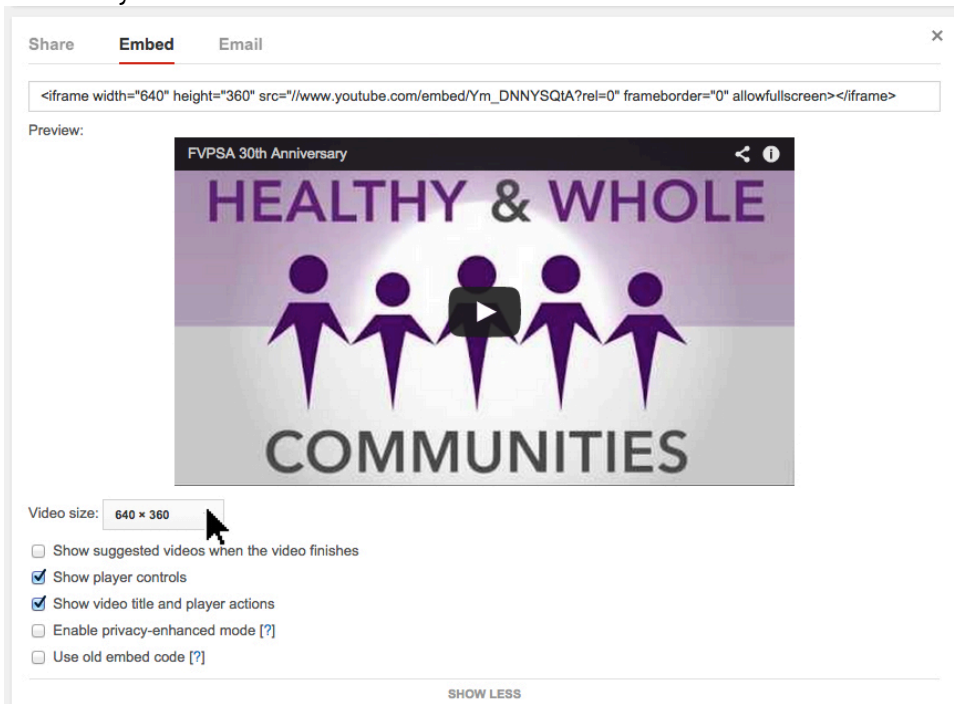 Share Embed Email
<iframe width="640" height="360" src="//www.youtube.com/embed/Ym_DNNYSQtA?rel=0" frameborder="0" allowfullscreen></iframe>
Preview:
FVPSA 30th Anniversary
HEALTHY & WHOLE
COMMUNITIES
Video size: 640 × 360
Show suggested videos when the video finishes
Show player controls
Show video title and player actions
Enable privacy-enhanced mode [?]
Use old embed code [?]
SHOW LESS